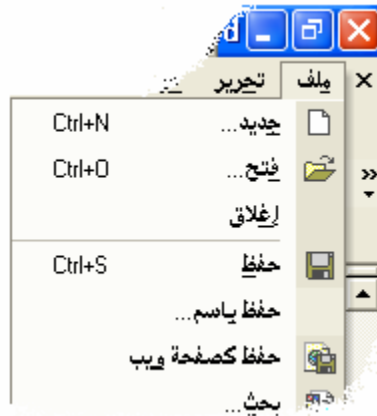 d
ملف تحرير
جديد... Ctrl+N
فتح... Ctrl+O
إغلاق
حفظ Ctrl+S
حفظ باسم...
حفظ كصفحة ويب
بحث...